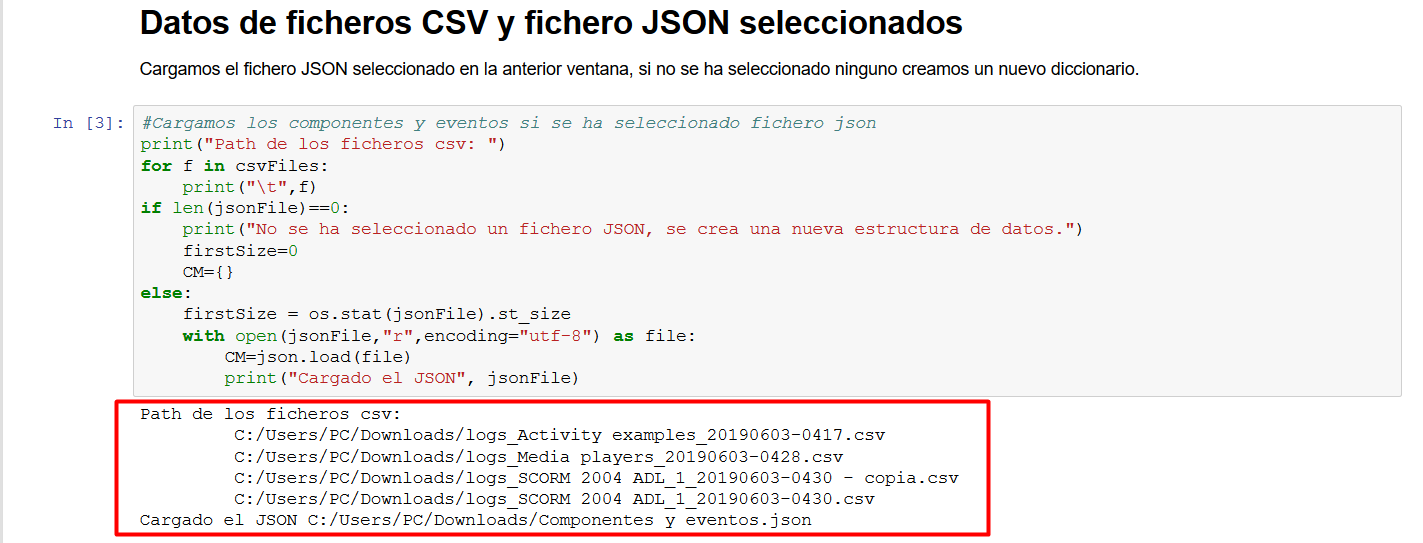 Datos de ficheros CSV y fichero JSON seleccionados
Cargamos el fichero JSON seleccionado en la anterior ventana, si no se ha seleccionado ninguno creamos un nuevo diccionario.
In [3]: #Cargamos los componentes y eventos si se ha seleccionado fichero json
print("Path de los ficheros csv: ")
for f in csvFiles:
    print("\t",f)
if len(jsonFile)==0:
    print("No se ha seleccionado un fichero JSON, se crea una nueva estructura de datos.")
    firstSize=0
    CM={}
else:
    firstSize = os.stat(jsonFile).st_size
    with open(jsonFile,"r",encoding="utf-8") as file:
        CM=json.load(file)
        print("Cargado el JSON", jsonFile)
Path de los ficheros csv:
         C:/Users/PC/Downloads/logs_Activity examples_20190603-0417.csv
         C:/Users/PC/Downloads/logs_Media players_20190603-0428.csv
         C:/Users/PC/Downloads/logs_SCORM 2004 ADL_1_20190603-0430 - copia.csv
         C:/Users/PC/Downloads/logs_SCORM 2004 ADL_1_20190603-0430.csv
Cargado el JSON C:/Users/PC/Downloads/Componentes y eventos.json